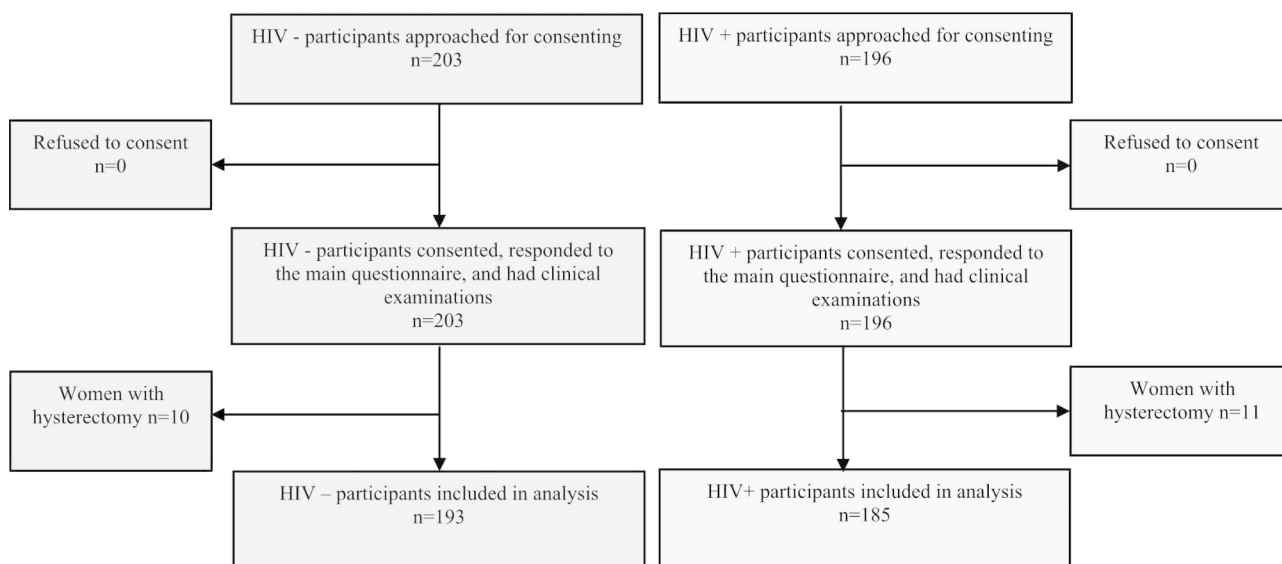 HIV - participants approached for consenting
n=203
HIV + participants approached for consenting
n=196
Refused to consent
n=0
Refused to consent
n=0
HIV - participants consented, responded to
the main questionnaire, and had clinical
examinations
n=203
HIV + participants consented, responded to
the main questionnaire, and had clinical
examinations
n=196
Women with
hysterectomy n=10
Women with
hysterectomy n=11
HIV – participants included in analysis
n=193
HIV+ participants included in analysis
n=185